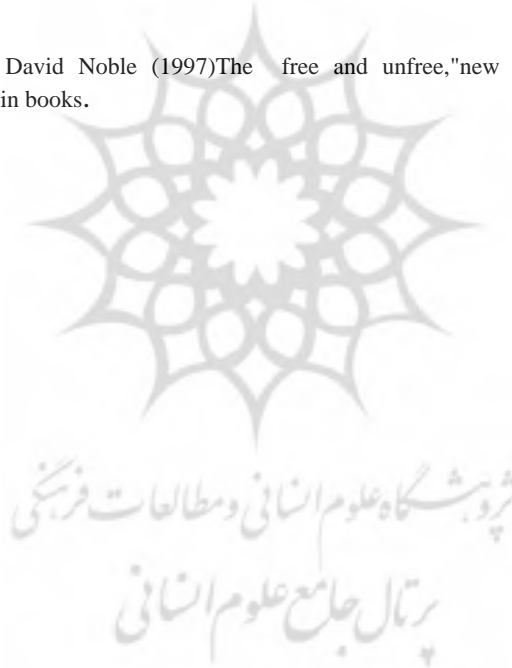 David Noble (1997)The free and unfree,"new
in books.
پژوهشگاه علوم انسانی و مطالعات فرهنگی
پرتال جامع علوم انسانی